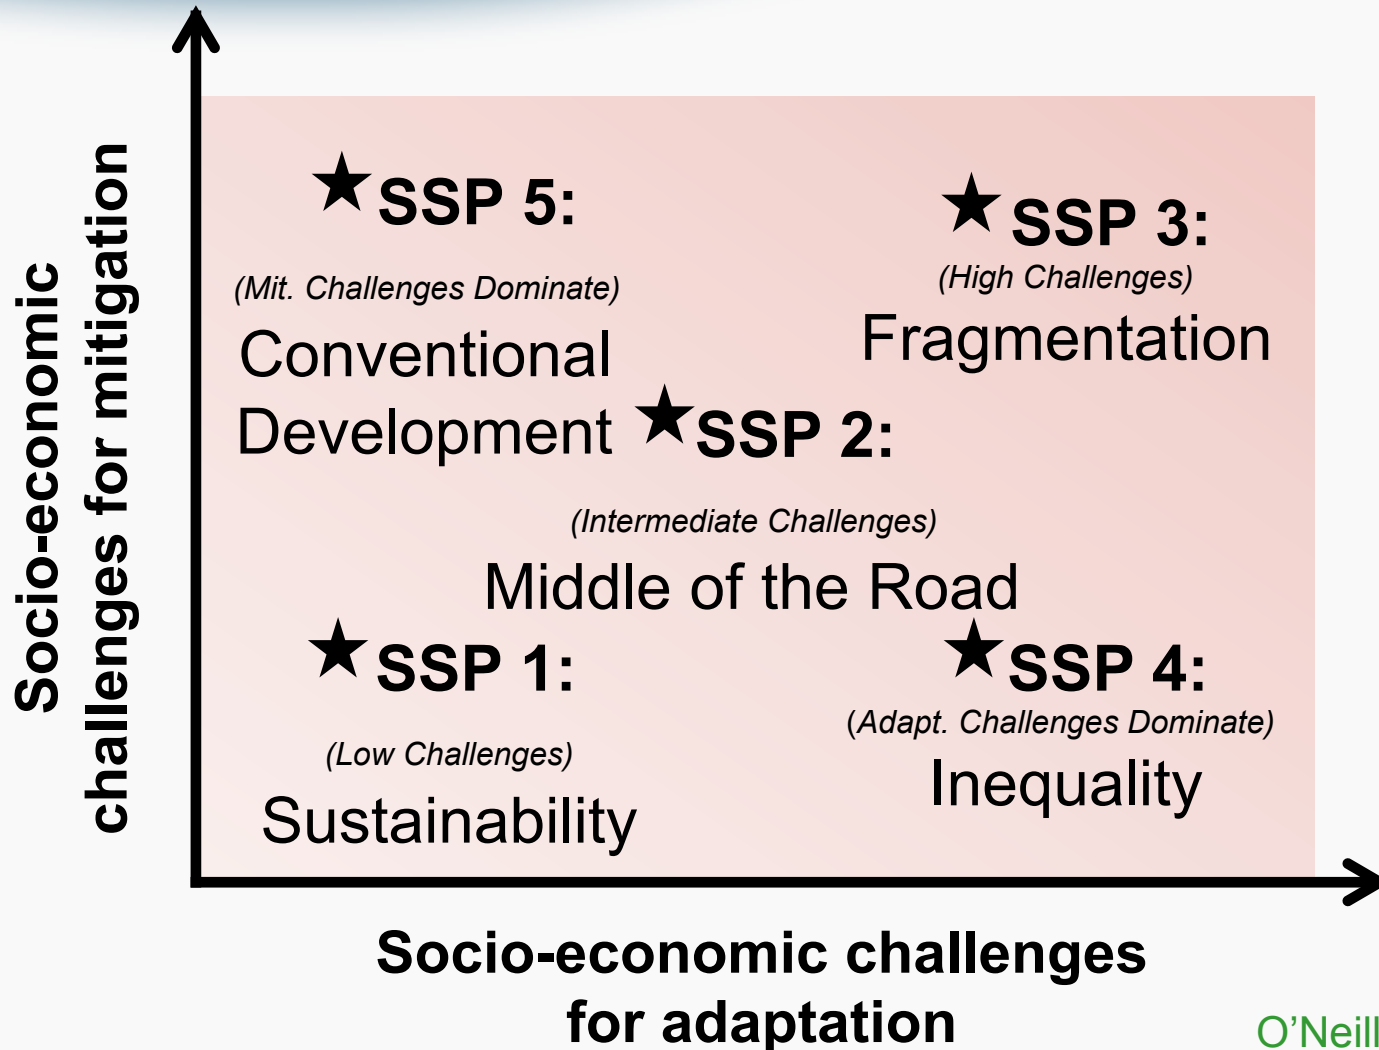 Socio-economic
challenges for mitigation
SSP 5:
(Mit. Challenges Dominate)
Conventional
Development
SSP 3:
(High Challenges)
Fragmentation
SSP 2:
(Intermediate Challenges)
Middle of the Road
SSP 1:
(Low Challenges)
Sustainability
SSP 4:
(Adapt. Challenges Dominate)
Inequality
Socio-economic challenges
for adaptation
O’Neill